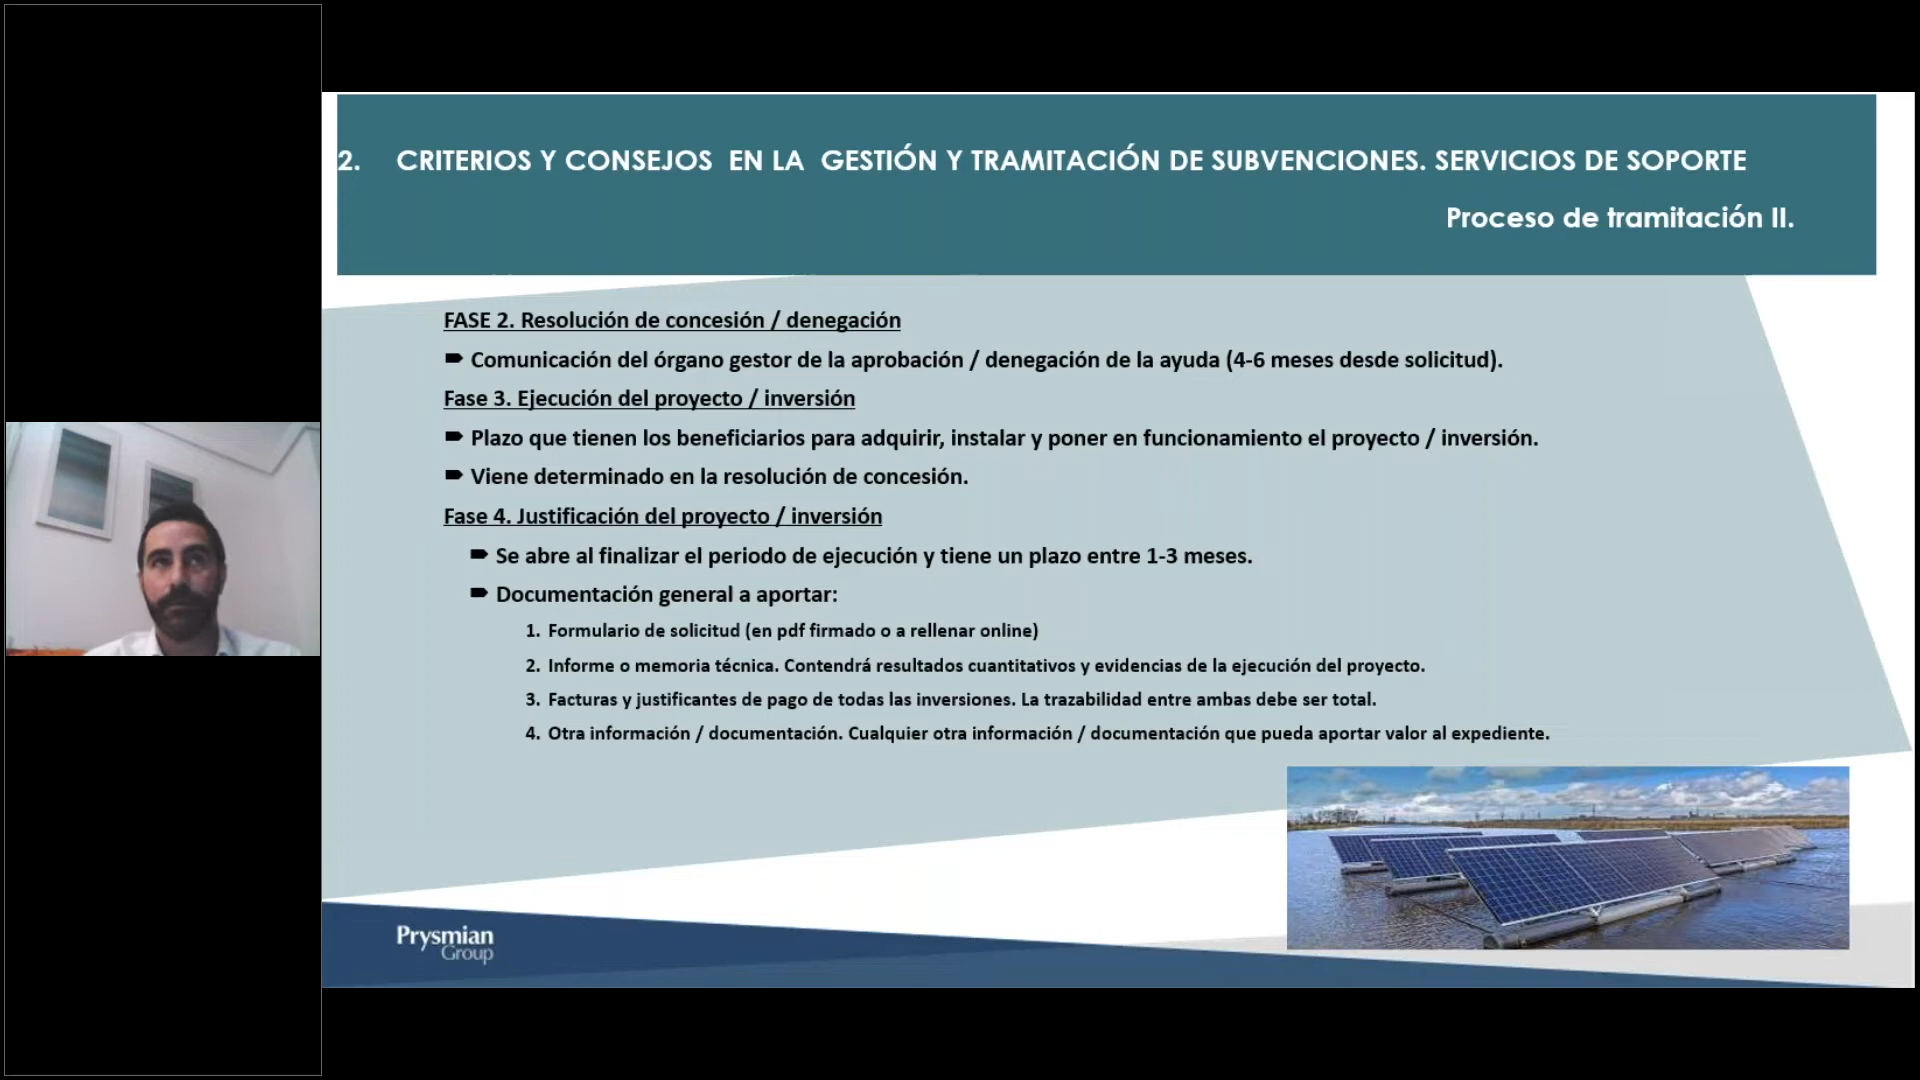 2. CRITERIOS Y CONSEJOS EN LA GESTIÓN Y TRAMITACIÓN DE SUBVENCIONES. SERVICIOS DE SOPORTE
Proceso de tramitación II.
FASE 2. Resolución de concesión / denegación
Comunicación del órgano gestor de la aprobación / denegación de la ayuda (4-6 meses desde solicitud).
Fase 3. Ejecución del proyecto / inversión
Plazo que tienen los beneficiarios para adquirir, instalar y poner en funcionamiento el proyecto / inversión.
Viene determinado en la resolución de concesión.
Fase 4. Justificación del proyecto / inversión
Se abre al finalizar el periodo de ejecución y tiene un plazo entre 1-3 meses.
Documentación general a aportar:
1. Formulario de solicitud (en pdf firmado o a rellenar online)
2. Informe o memoria técnica. Contendrá resultados cuantitativos y evidencias de la ejecución del proyecto.
3. Facturas y justificantes de pago de todas las inversiones. La trazabilidad entre ambas debe ser total.
4. Otra información / documentación. Cualquier otra información / documentación que pueda aportar valor al expediente.
Prysmian
Group